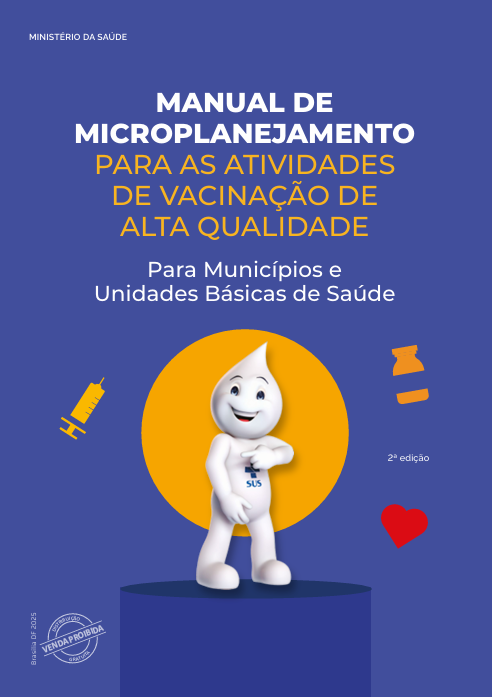 MINISTÉRIO DA SAÚDE
MANUAL DE
MICROPLANEJAMENTO
PARA AS ATIVIDADES
DE VACINAÇÃO DE
ALTA QUALIDADE
Para Municípios e
Unidades Básicas de Saúde
SUS
2ª edição
Brasília DF 2025
DISTRIBUIÇÃO
VENDA PROIBIDA
GRATUITA